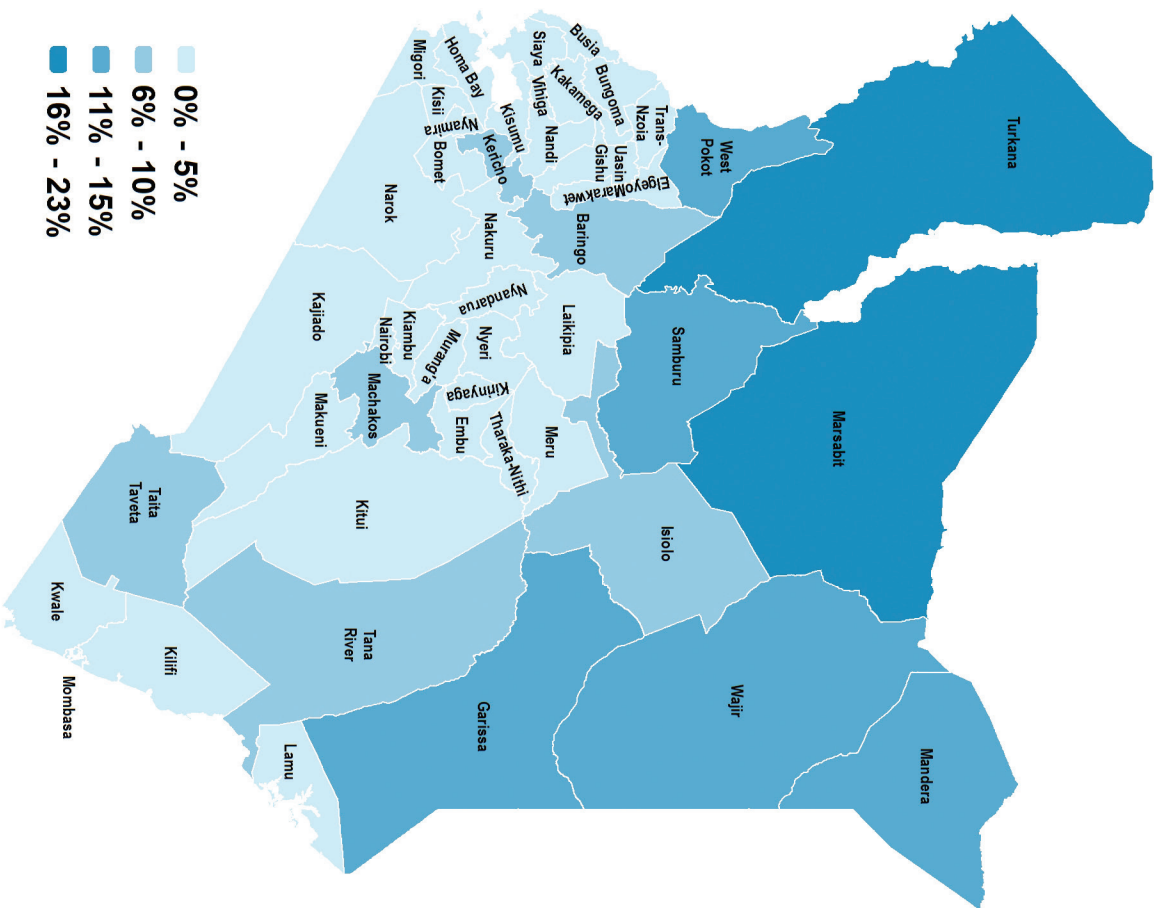 Turkana
Marsabit
Mandera
Wajir
West
Pokot
Samburu
Isiolo
Trans-
Nzoia
Bungoma
Busia
ElgeyoMarakwet
Uasin
Gishu
Kakamega
Siaya
Vihiga
Nandi
Baringo
Laikipia
Meru
Garissa
Kisumu
Homa Bay
Kericho
Nakuru
Nyandarua
Nyeri
Kirinyaga
Tharaka-Nithi
Embu
Murang'a
Nyamira
Kisii
Migori
Bomet
Narok
Kiambu
Nairobi
Machakos
Kitui
Tana
River
Makueni
Kajiado
Lamu
Taita
Taveta
Kilifi
Kwale
Mombasa
0% - 5%
6% - 10%
11% - 15%
16% - 23%